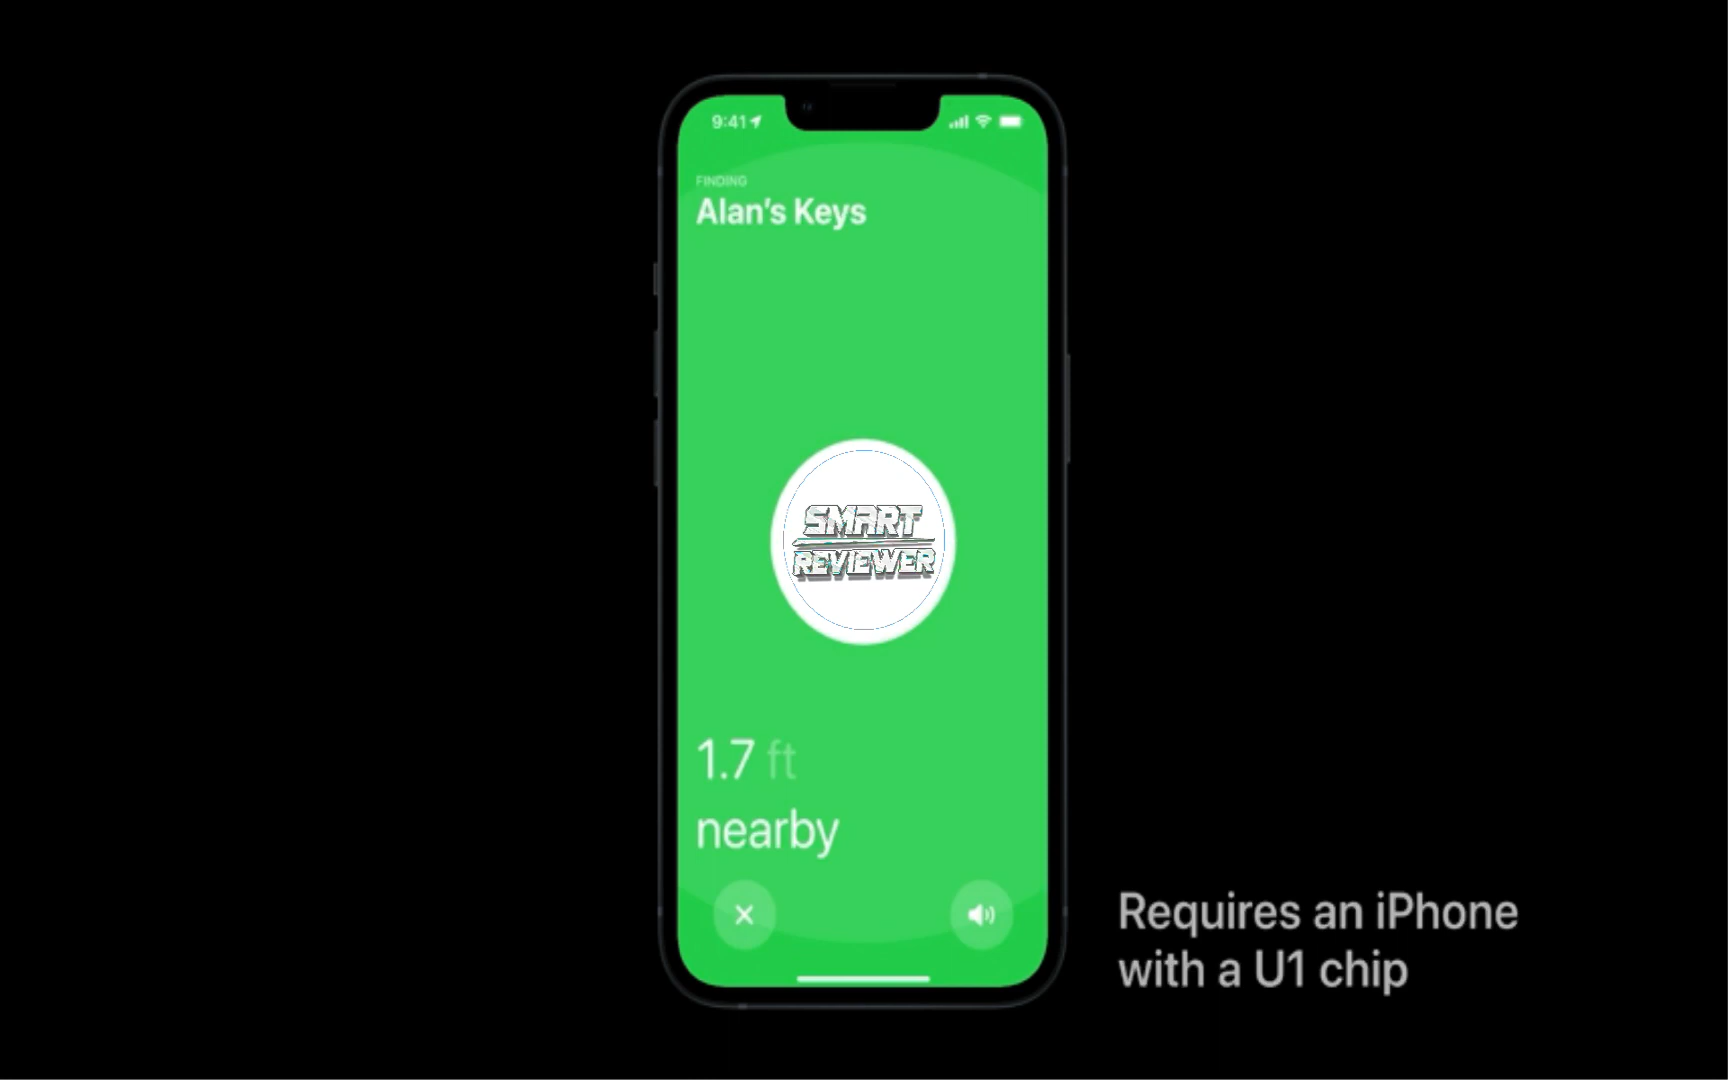 9:41
FINDING
Alan's Keys
SMART
REVIEWER
1.7 ft
nearby
Requires an iPhone
with a U1 chip